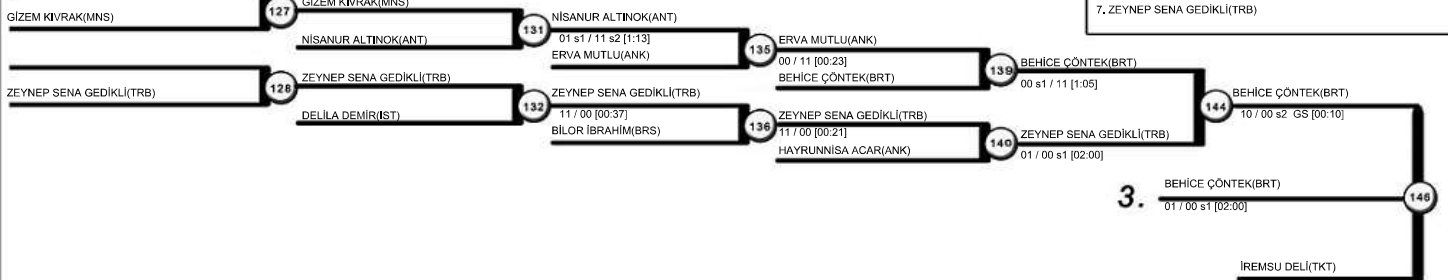 7. ZEYNEP SENA GEDİKLİ(TRB)
GİZEM KIVRAK(MNS)
127
GİZEM KIVRAK(MNS)
NİSANUR ALTINOK(ANT)
131
NİSANUR ALTINOK(ANT)
01 s1 / 11 s2 [1:13]
ERVA MUTLU(ANK)
135
ERVA MUTLU(ANK)
00 / 11 [00:23]
BEHİCE ÇÖNTEK(BRT)
139
BEHİCE ÇÖNTEK(BRT)
00 s1 / 11 [1:05]
ZEYNEP SENA GEDİKLİ(TRB)
128
ZEYNEP SENA GEDİKLİ(TRB)
DELİLA DEMİR(IST)
132
ZEYNEP SENA GEDİKLİ(TRB)
11 / 00 [00:37]
BİLOR İBRAHİM(BRS)
136
ZEYNEP SENA GEDİKLİ(TRB)
11 / 00 [00:21]
HAYRUNNİSA ACAR(ANK)
140
ZEYNEP SENA GEDİKLİ(TRB)
01 / 00 s1 [02:00]
144
BEHİCE ÇÖNTEK(BRT)
10 / 00 s2 GS [00:10]
3.
BEHİCE ÇÖNTEK(BRT)
01 / 00 s1 [02:00]
146
İREMSU DELİ(TKT)